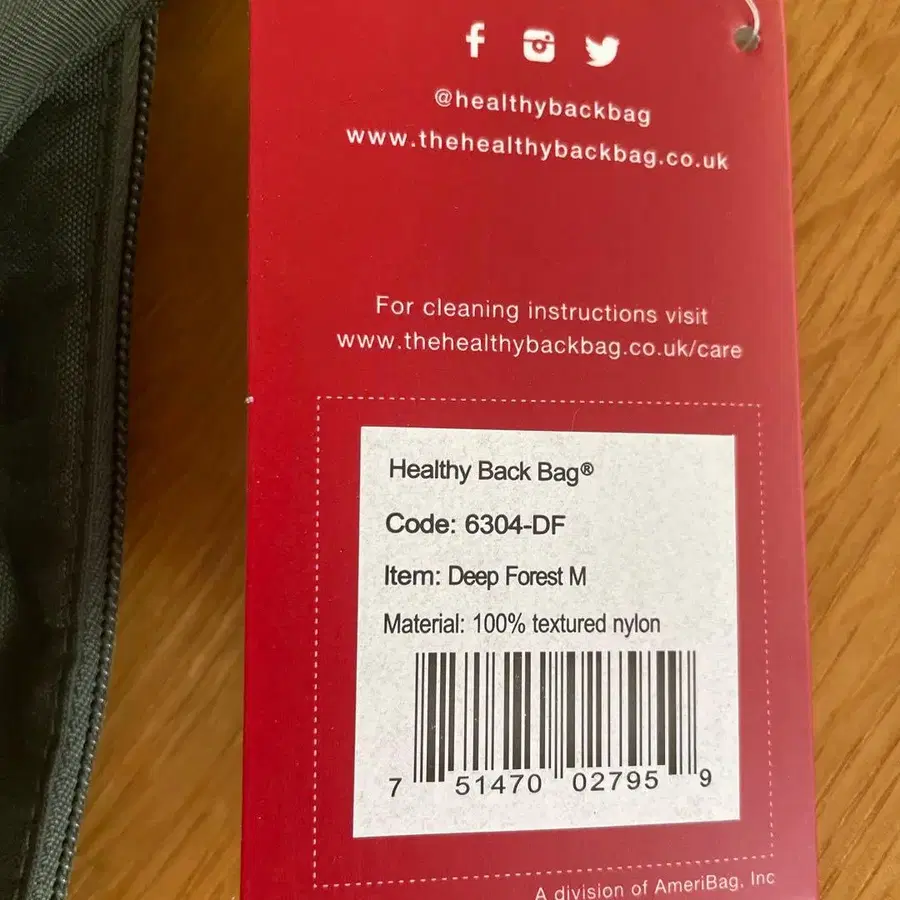 @healthybackbag
www.thehealthybackbag.co.uk
For cleaning instructions visit
www.thehealthybackbag.co.uk/care
Healthy Back Bag®
Code: 6304-DF
Item: Deep Forest M
Material: 100% textured nylon
7 51470 02795 9
A division of AmeriBag, Inc